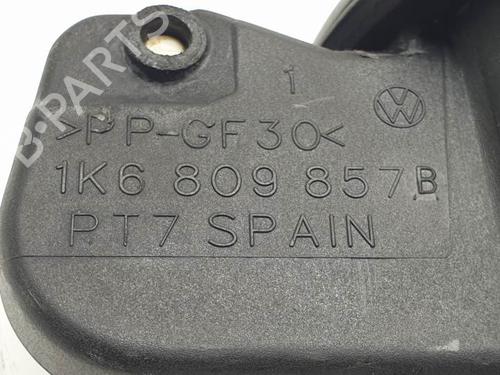 B-PARTS
1
>PP-GF30<
1K6 809 857 B
PT7 SPAIN